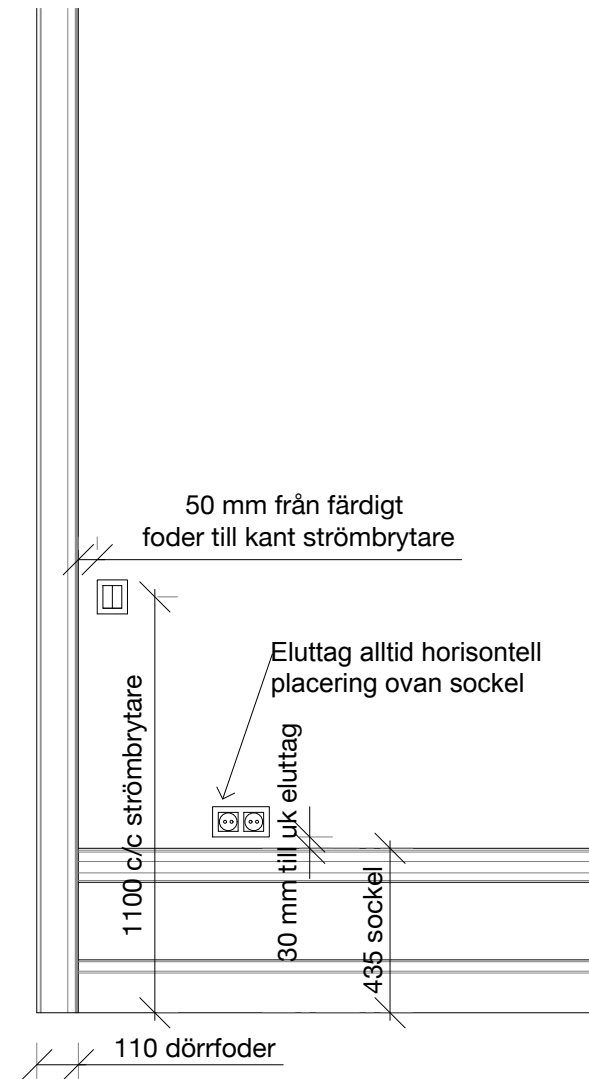 50 mm från färdigt
foder till kant strömbrytare
Eluttag alltid horisontell
placering ovan sockel
1100 c/c strömbrytare
30 mm till uk eluttag
435 sockel
110 dörrfoder